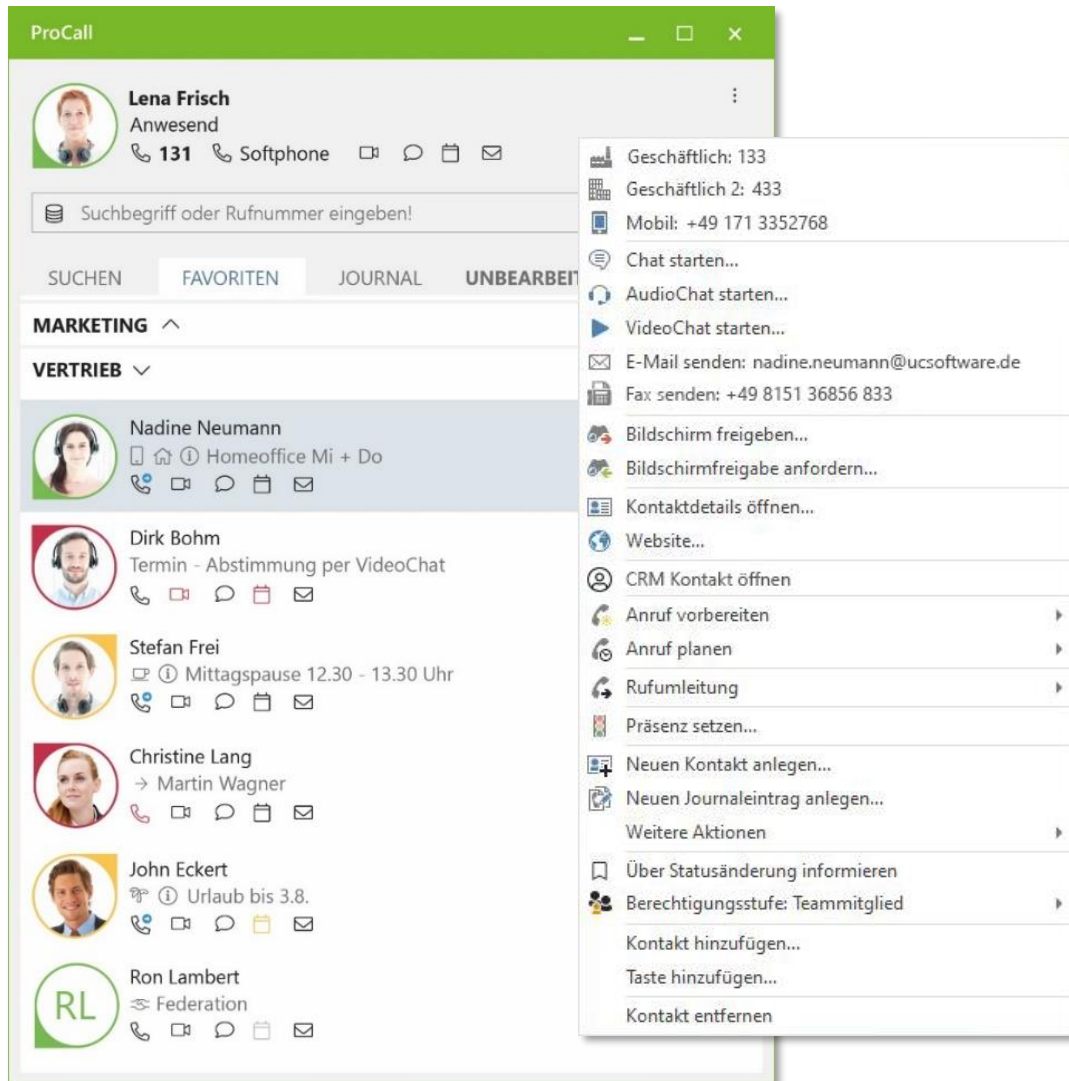 ProCall
Lena Frisch
Anwesend
131 Softphone
Suchbegriff oder Rufnummer eingeben!
SUCHEN FAVORITEN JOURNAL UNBEARBEIT
MARKETING
VERTRIEB
Nadine Neumann
Homeoffice Mi + Do
Dirk Bohm
Termin - Abstimmung per VideoChat
Stefan Frei
Mittagspause 12.30 - 13.30 Uhr
Christine Lang
→ Martin Wagner
John Eckert
Urlaub bis 3.8.
RL
Ron Lambert
Federation
Geschäftlich: 133
Geschäftlich 2: 433
Mobil: +49 171 3352768
Chat starten...
AudioChat starten...
VideoChat starten...
E-Mail senden: nadine.neumann@ucsoftware.de
Fax senden: +49 8151 36856 833
Bildschirm freigeben...
Bildschirmfreigabe anfordern...
Kontaktdetails öffnen...
Website...
CRM Kontakt öffnen
Anruf vorbereiten
Anruf planen
Rufumleitung
Präsenz setzen...
Neuen Kontakt anlegen...
Neuen Journaleintrag anlegen...
Weitere Aktionen
Über Statusänderung informieren
Berechtigungsstufe: Teammitglied
Kontakt hinzufügen...
Taste hinzufügen...
Kontakt entfernen